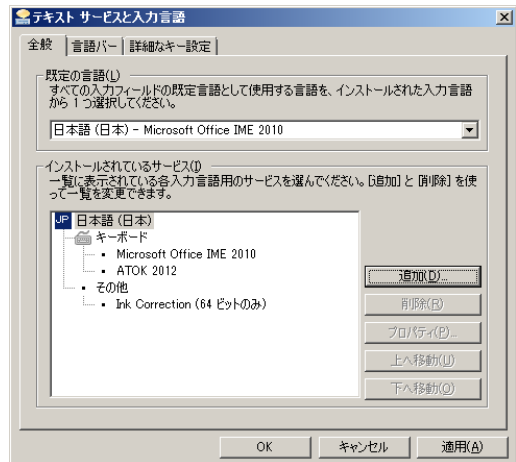 テキスト サービスと入力言語
全般 言語バー 詳細なキー設定
既定の言語(L)
すべての入力フィールドの既定言語として使用する言語を、インストールされた入力言語
から 1 つ選択してください。
日本語 (日本) - Microsoft Office IME 2010
インストールされているサービス(I)
一覧に表示されている各入力言語用のサービスを選んでください。[追加] と [削除] を使
って一覧を変更できます。
JP 日本語 (日本)
キーボード
• Microsoft Office IME 2010
• ATOK 2012
• その他
• Ink Correction (64 ビットのみ)
追加(D)...
削除(R)
プロパティ(P)...
上へ移動(U)
下へ移動(O)
OK キャンセル 適用(A)